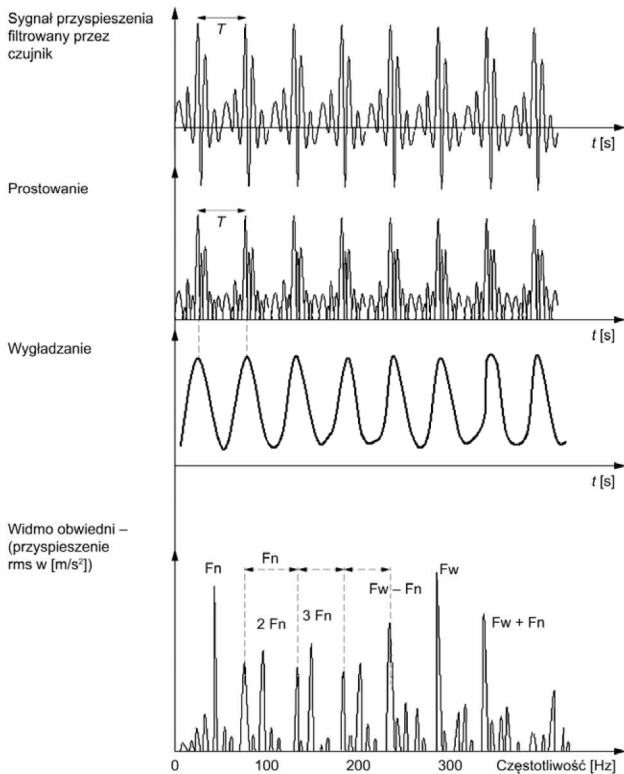 Sygnał przyspieszenia
filtrowany przez
czujnik
T
t [s]
Prostowanie
T
t [s]
Wygładzanie
t [s]
Widmo obwiedni –
(przyspieszenie
rms w [m/s²])
Fn
Fn
2 Fn
3 Fn
Fw – Fn
Fw
Fw + Fn
0
100
200
300
Częstotliwość [Hz]